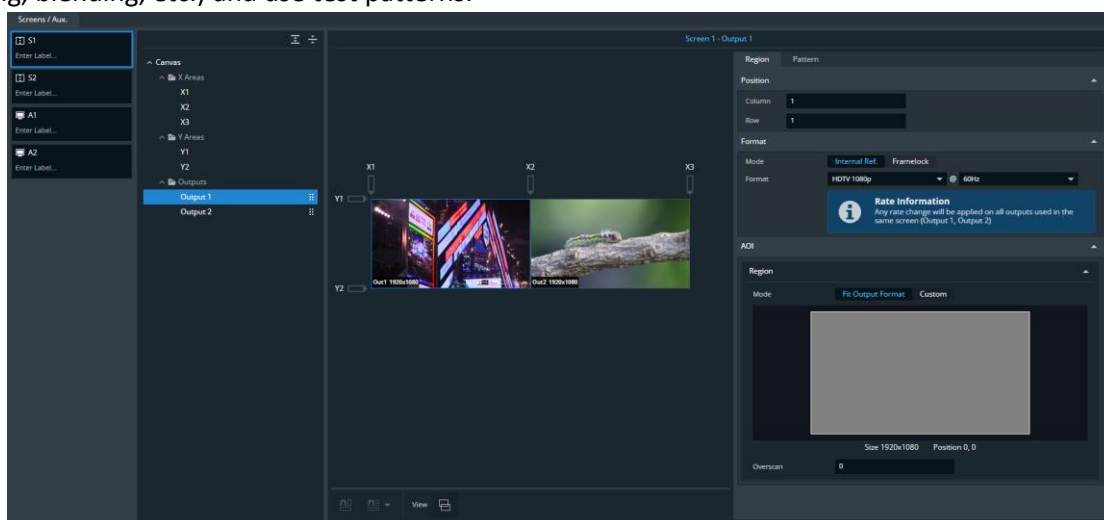 g, blending, etc., and use test patterns.
Screens / Aux.
S1
Enter Label...
S2
Enter Label...
A1
Enter Label...
A2
Enter Label...
Canvas
X Areas
X1
X2
X3
Y Areas
Y1
Y2
Outputs
Output 1
Output 2
Screen 1 - Output 1
X1 X2 X3
Y1
Out1 1920x1080 Out2 1920x1080
Y2
View
Region Pattern
Position
Column 1
Row 1
Format
Mode Internal Ref. Framelock
Format HDTV 1080p @ 60Hz
Rate Information
Any rate change will be applied on all outputs used in the
same screen (Output 1, Output 2)
AOI
Region
Mode Fit Output Format Custom
Size 1920x1080 Position 0, 0
Overscan 0